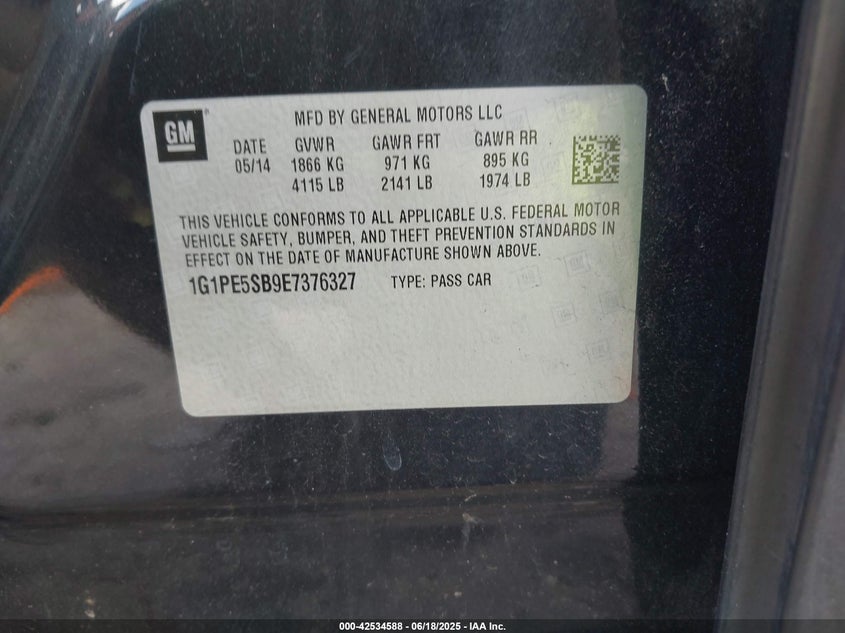 GM
MFD BY GENERAL MOTORS LLC
DATE GVWR GAWR FRT GAWR RR
05/14 1866 KG 971 KG 895 KG
4115 LB 2141 LB 1974 LB
THIS VEHICLE CONFORMS TO ALL APPLICABLE U.S. FEDERAL MOTOR
VEHICLE SAFETY, BUMPER, AND THEFT PREVENTION STANDARDS IN
EFFECT ON THE DATE OF MANUFACTURE SHOWN ABOVE.
1G1PE5SB9E7376327 TYPE: PASS CAR
000-42534588 - 06/18/2025 - IAA Inc.